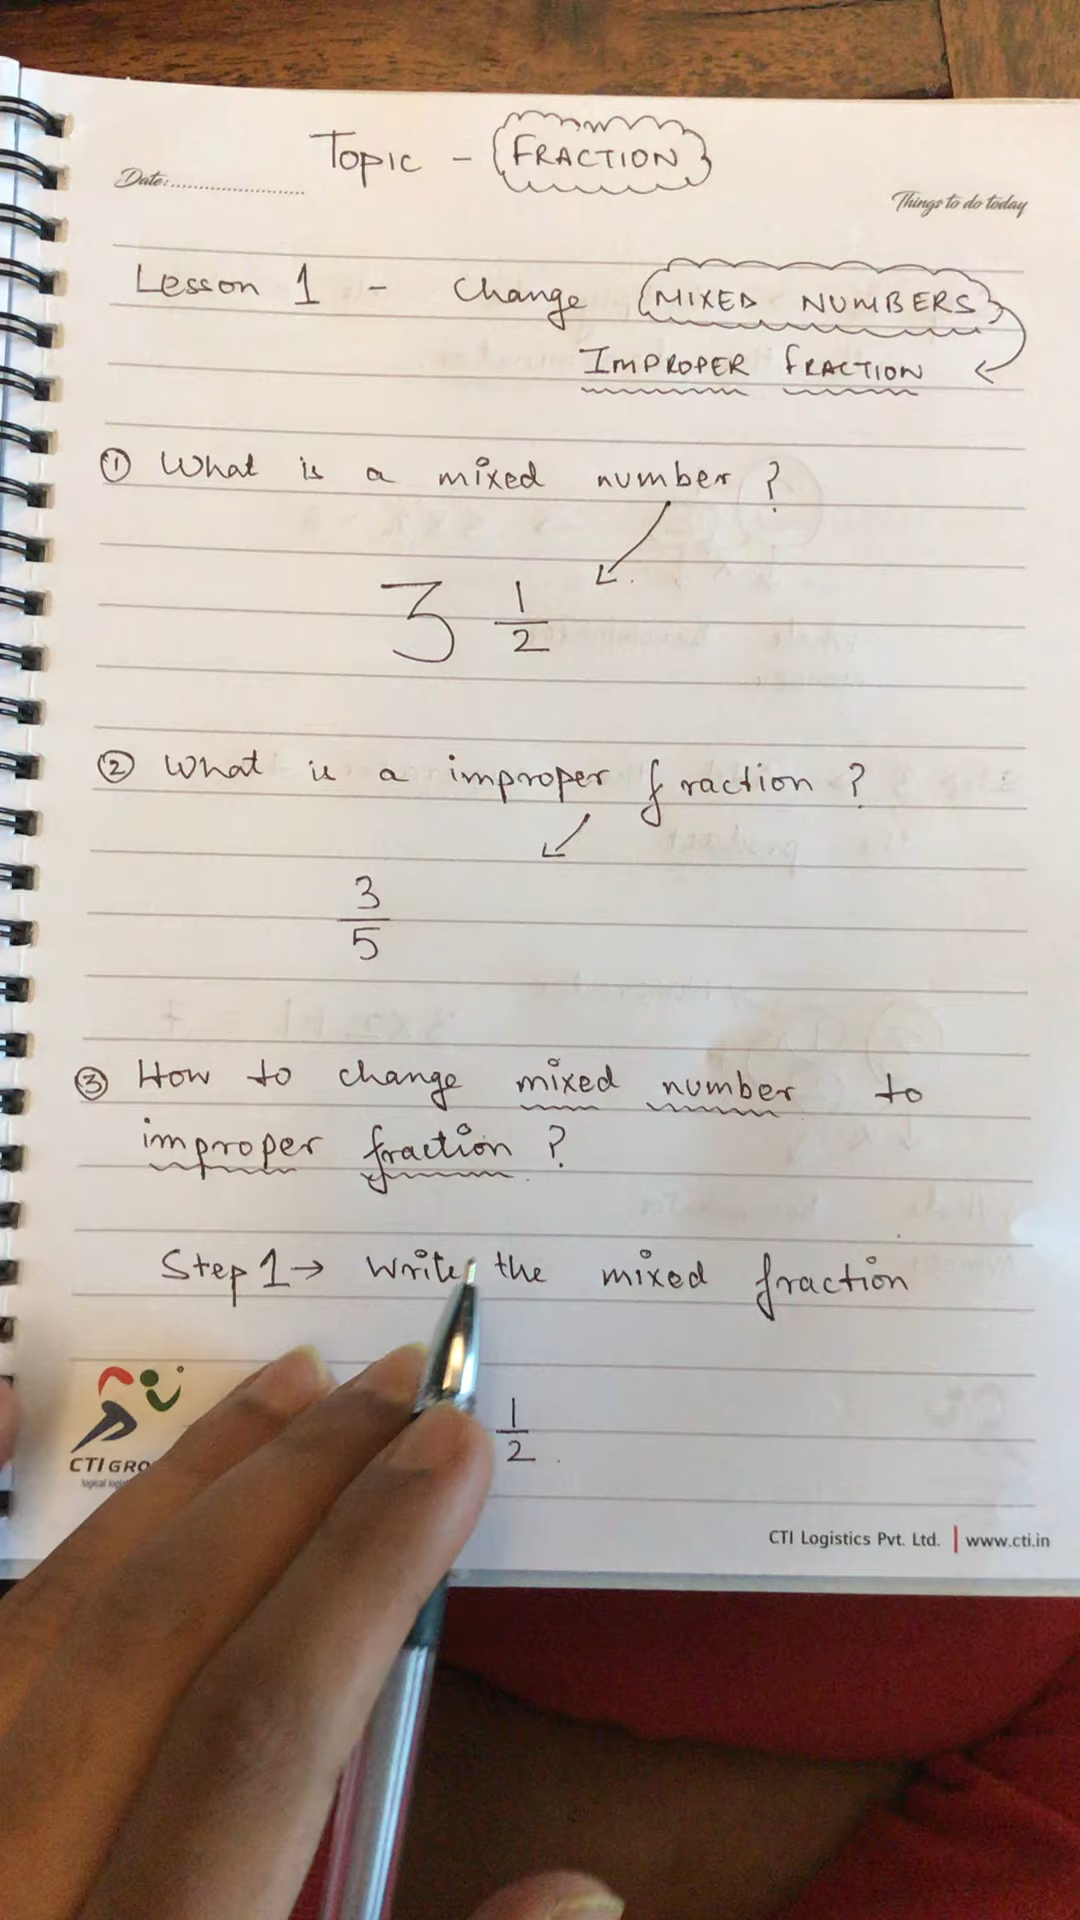 Topic - FRACTION
Date:
Things to do today
Lesson 1 - Change MIXED NUMBERS
IMPROPER FRACTION
① What is a mixed number ?
3 1/2
② What is a improper fraction ?
3/5
③ How to change mixed number to
improper fraction ?
Step 1 → Write the mixed fraction
1/2
CTI GRO
CTI Logistics Pvt. Ltd. | www.cti.in